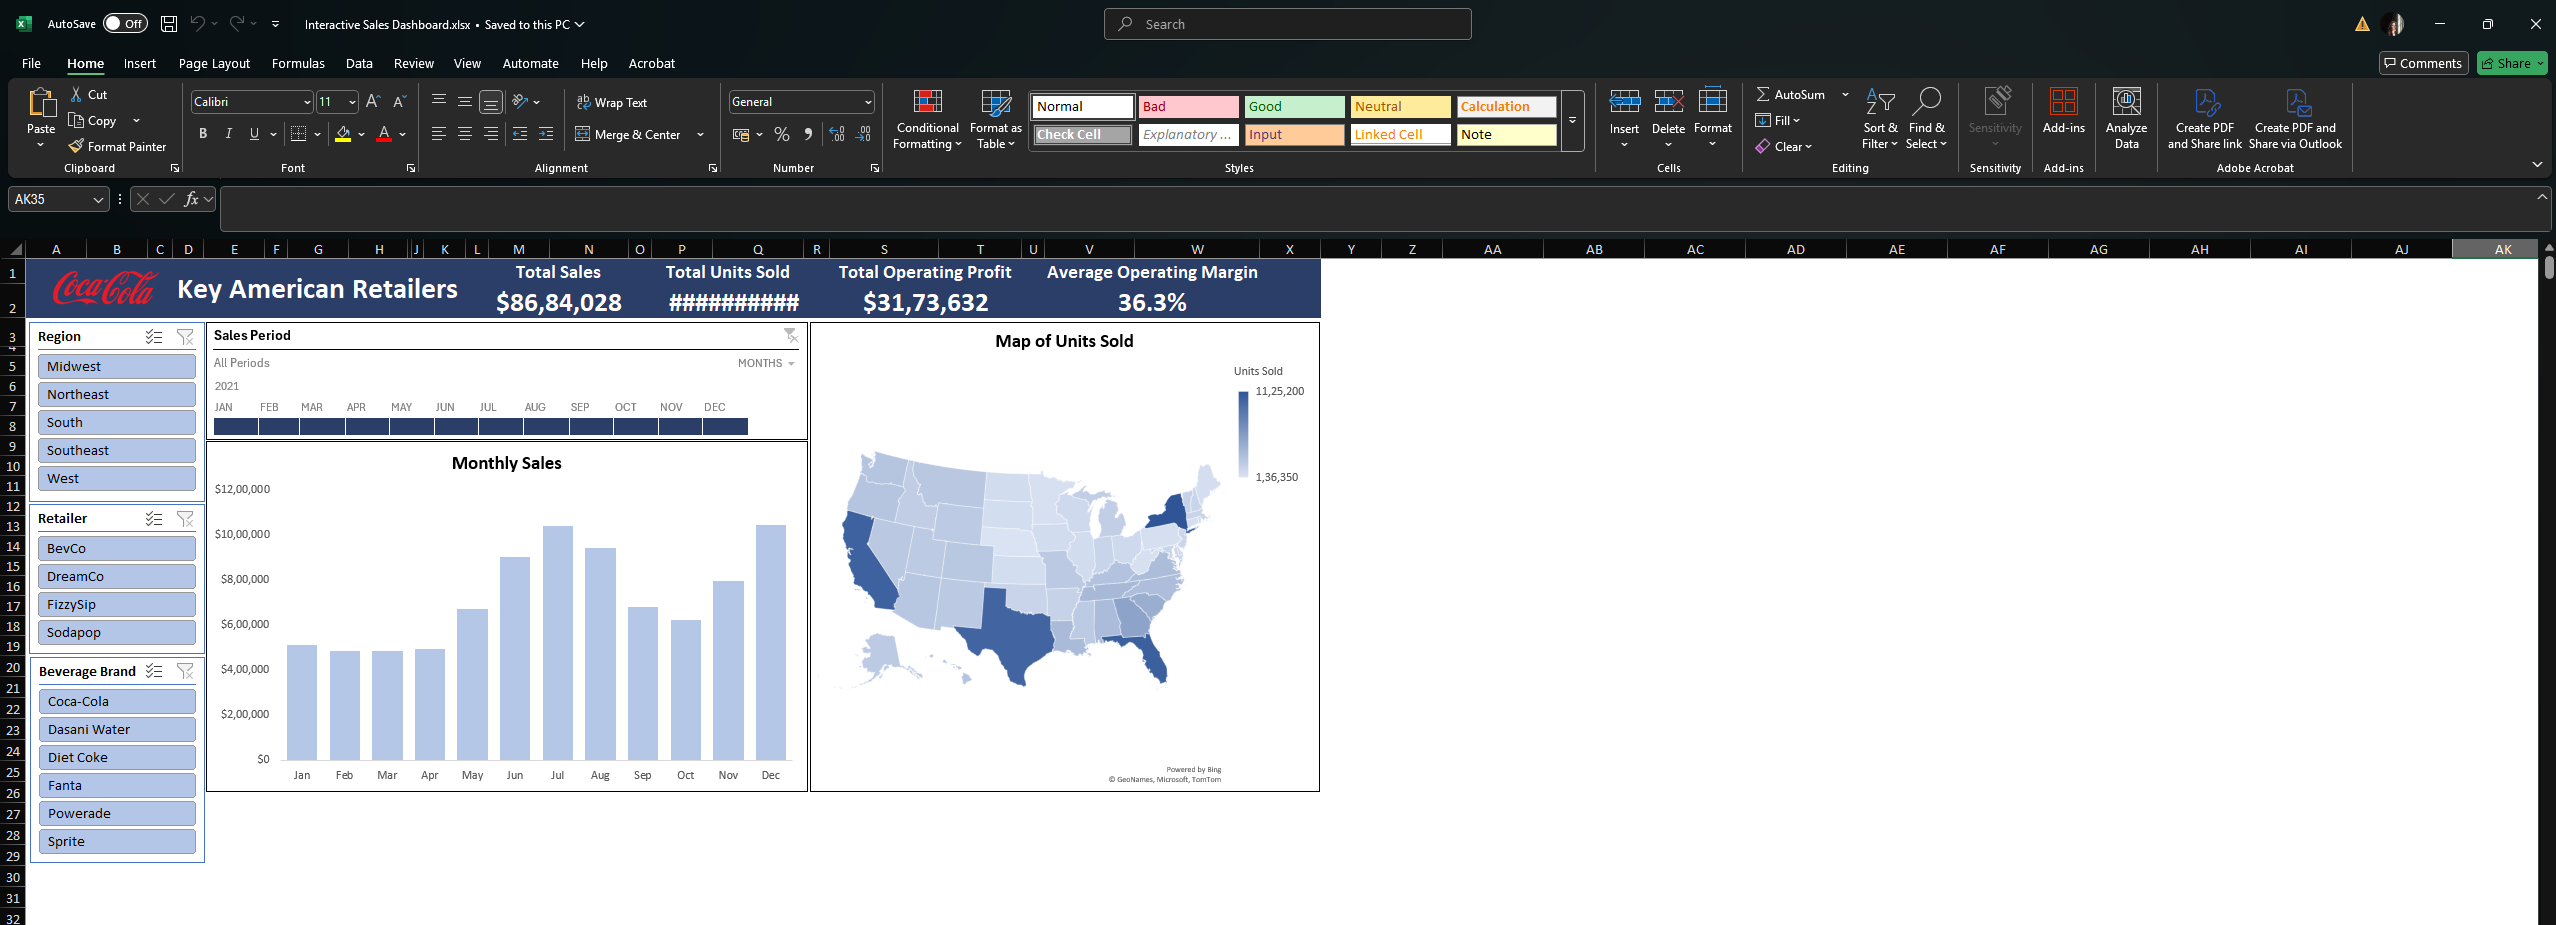 AutoSave Off Interactive Sales Dashboard.xlsx • Saved to this PC Search
File Home Insert Page Layout Formulas Data Review View Automate Help Acrobat Comments Share
Paste
Cut
Copy
Format Painter
Clipboard
Calibri 11
B I U
Font
Wrap Text
Merge & Center
Alignment
General
Number
Conditional Formatting
Format as Table
Normal Bad Good Neutral Calculation
Check Cell Explanatory ... Input Linked Cell Note
Styles
Insert Delete Format
Cells
AutoSum
Fill
Clear
Sort & Filter
Find & Select
Editing
Sensitivity
Sensitivity
Add-ins
Add-ins
Analyze Data
Create PDF and Share link
Create PDF and Share via Outlook
Adobe Acrobat
AK35 fx
A B C D E F G H J K L M N O P Q R S T U V W X Y Z AA AB AC AD AE AF AG AH AI AJ AK
1
2
3
4
5
6
7
8
9
10
11
12
13
14
15
16
17
18
19
20
21
22
23
24
25
26
27
28
29
30
31
32
Coca-Cola Key American Retailers
Total Sales Total Units Sold Total Operating Profit Average Operating Margin
$86,84,028 ########## $31,73,632 36.3%
Region
Midwest
Northeast
South
Southeast
West
Retailer
BevCo
DreamCo
FizzySip
Sodapop
Beverage Brand
Coca-Cola
Dasani Water
Diet Coke
Fanta
Powerade
Sprite
Sales Period
All Periods MONTHS
2021
JAN FEB MAR APR MAY JUN JUL AUG SEP OCT NOV DEC
Monthly Sales
$12,00,000
$10,00,000
$8,00,000
$6,00,000
$4,00,000
$2,00,000
$0
Jan Feb Mar Apr May Jun Jul Aug Sep Oct Nov Dec
Map of Units Sold
Units Sold
11,25,200
1,36,350
Powered by Bing
© GeoNames, Microsoft, TomTom